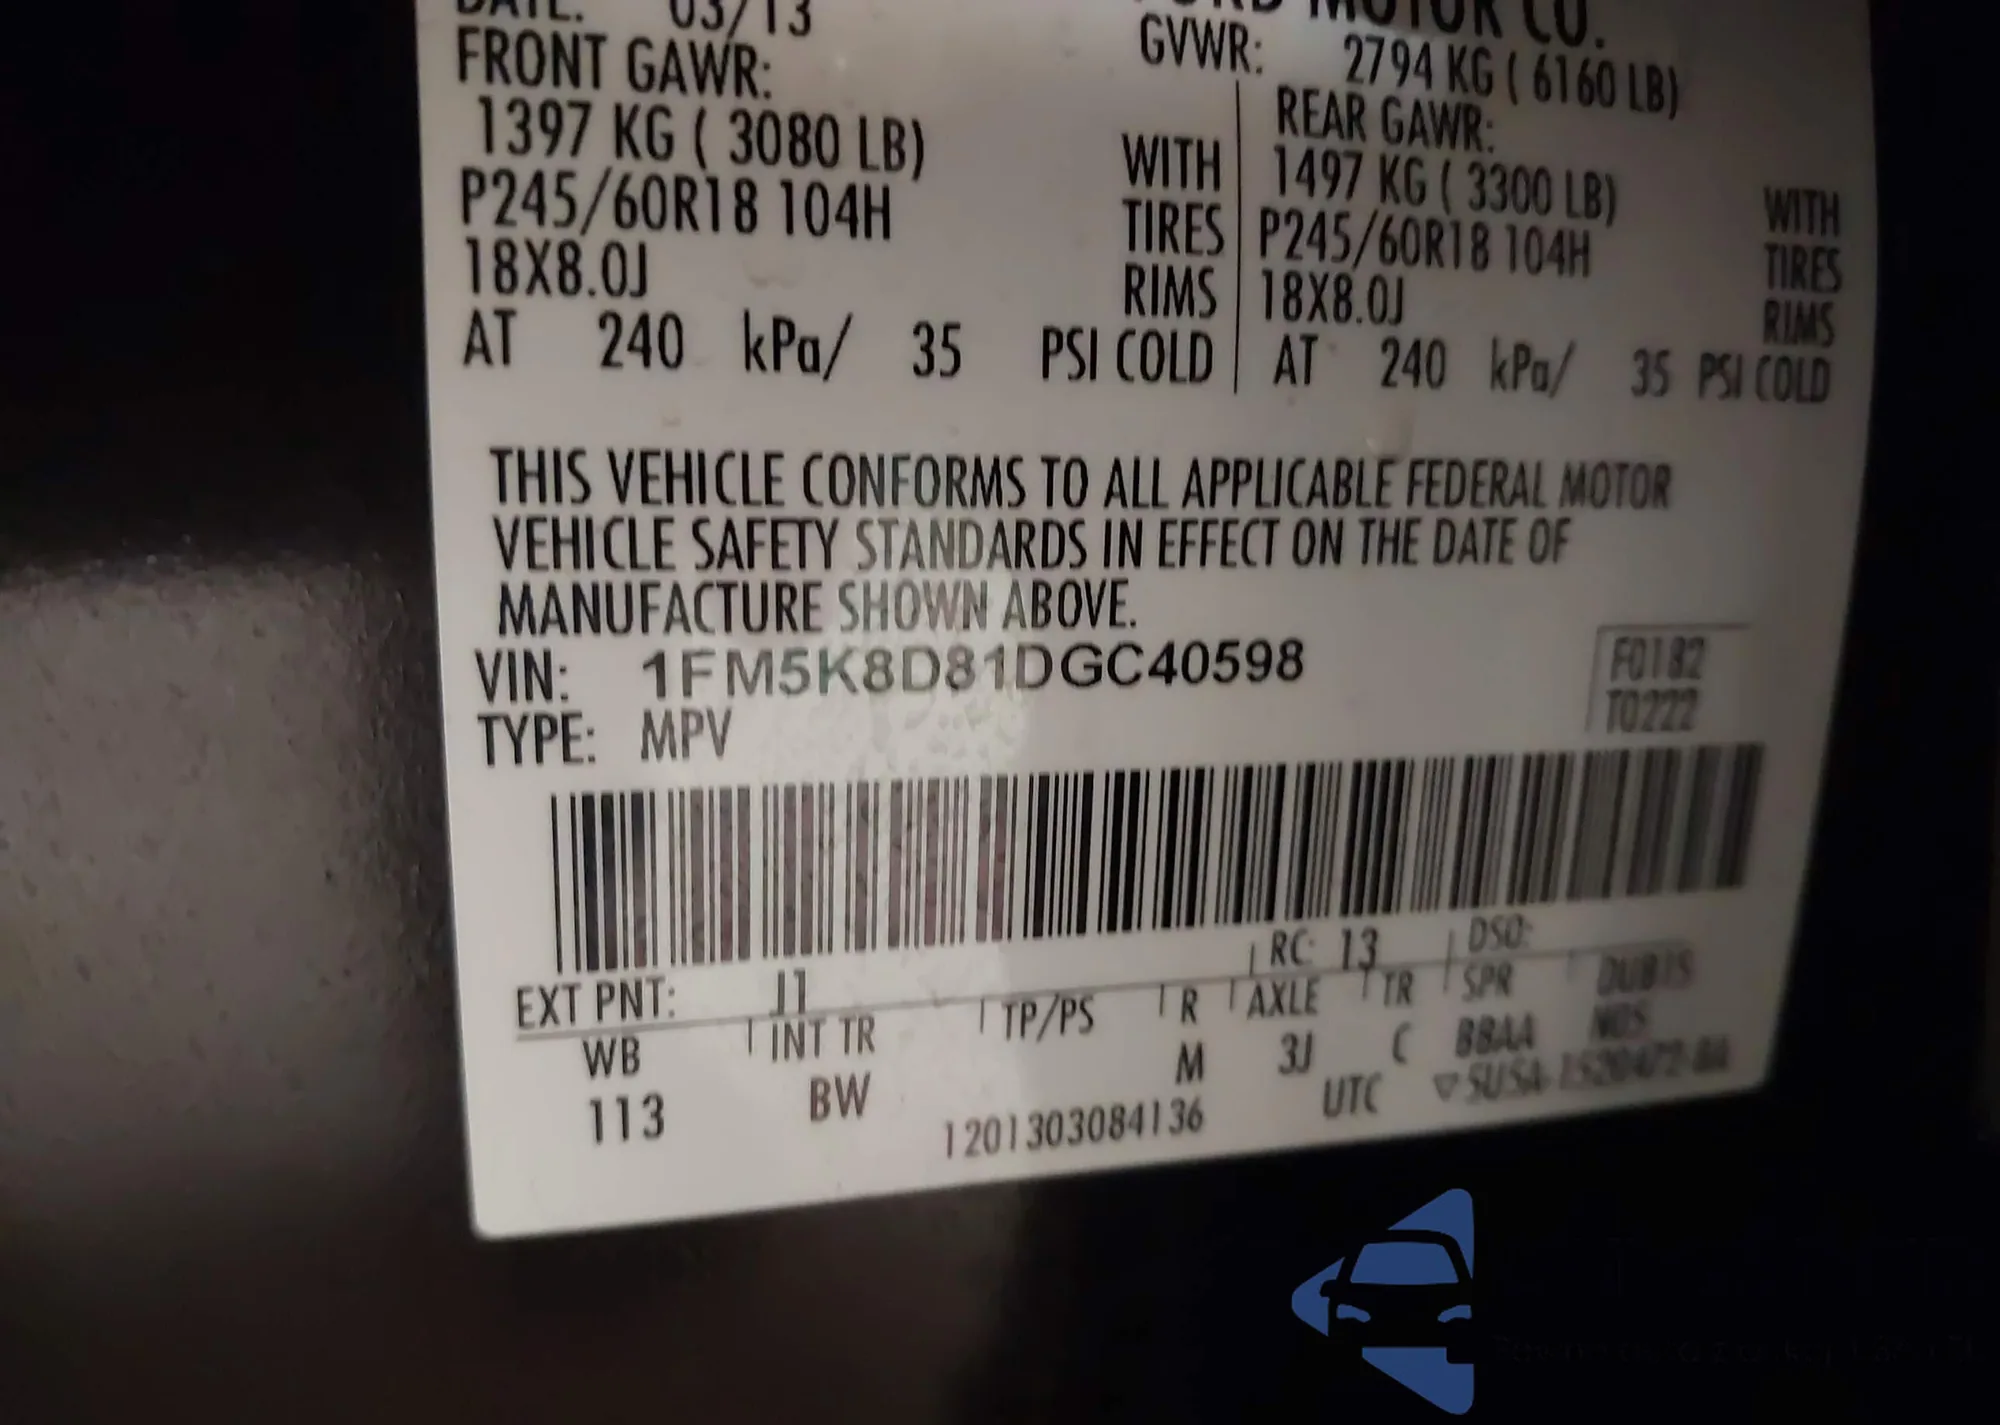 DATE: 03/13 FORD MOTOR CO.
FRONT GAWR: GVWR: 2794 KG ( 6160 LB)
1397 KG ( 3080 LB) WITH REAR GAWR:
P245/60R18 104H TIRES 1497 KG ( 3300 LB) WITH
18X8.0J RIMS P245/60R18 104H TIRES
AT 240 kPa/ 35 PSI COLD 18X8.0J RIMS
AT 240 kPa/ 35 PSI COLD
THIS VEHICLE CONFORMS TO ALL APPLICABLE FEDERAL MOTOR
VEHICLE SAFETY STANDARDS IN EFFECT ON THE DATE OF
MANUFACTURE SHOWN ABOVE.
VIN: 1FM5K8D81DGC40598
F0182
TYPE: MPV
T0222
EXT PNT: J1 RC: 13 DSO:
WB INT TR TP/PS R AXLE TR SPR
113 BW M 3J C BBAA
1201303084136 UTC